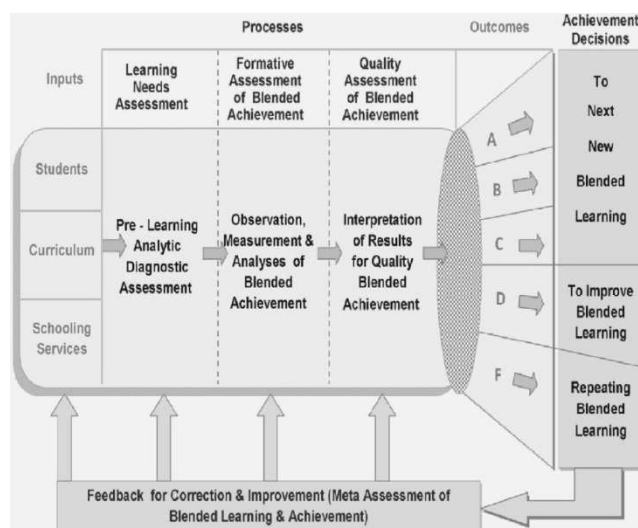 Processes
Outcomes
Achievement
Decisions
Inputs
Learning
Needs
Assessment
Formative
Assessment
of Blended
Achievement
Quality
Assessment
of Blended
Achievement
Students
Curriculum
Schooling
Services
Pre - Learning
Analytic
Diagnostic
Assessment
Observation,
Measurement &
Analyses of
Blended
Achievement
Interpretation
of Results
for Quality
Blended
Achievement
A
B
C
D
F
To
Next
New
Blended
Learning
To Improve
Blended
Learning
Repeating
Blended
Learning
Feedback for Correction & Improvement (Meta Assessment of
Blended Learning & Achievement)